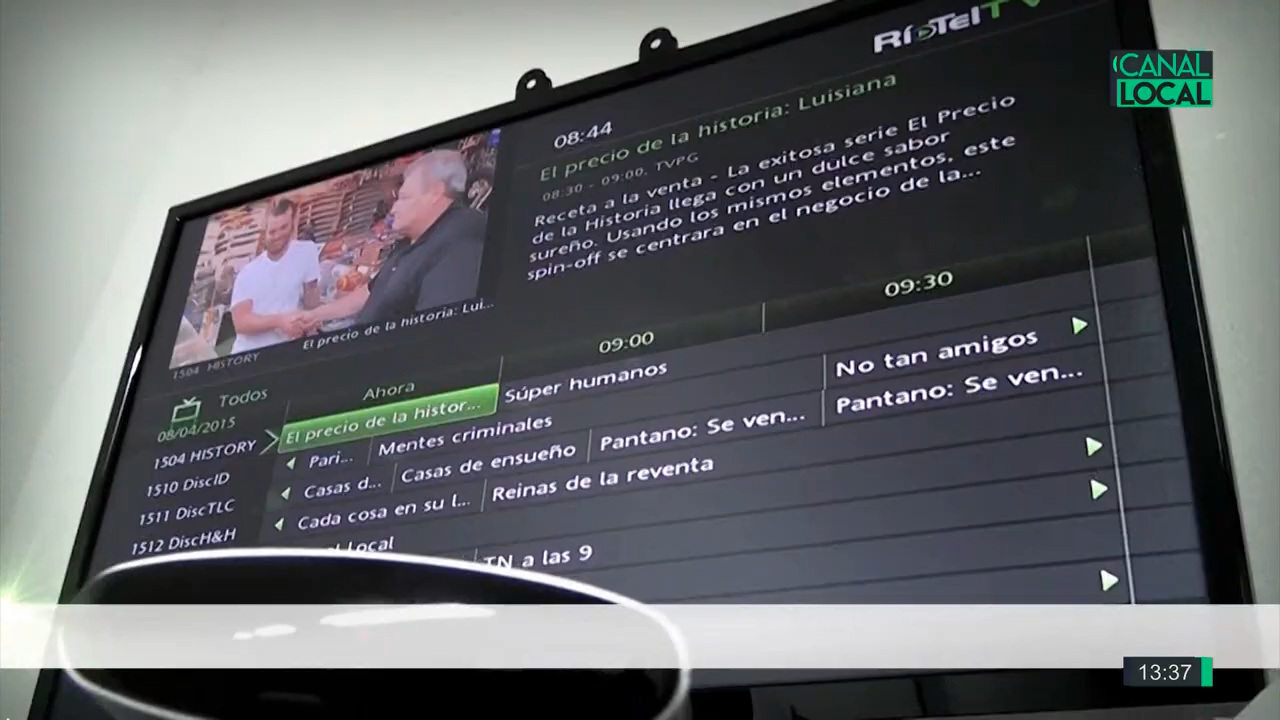 RíoTelTV
CANAL
LOCAL
08:44
El precio de la historia: Luisiana
08:30 - 09:00. TVPG
Receta a la venta - La exitosa serie El Precio
de la Historia llega con un dulce sabor
sureño. Usando los mismos elementos, este
spin-off se centrara en el negocio de la...
El precio de la historia: Lui...
1504 HISTORY
Todos
08/04/2015
Ahora
09:00
09:30
1504 HISTORY
El precio de la histor...
Súper humanos
No tan amigos
1510 DiscID
Pari...
Mentes criminales
Pantano: Se ven...
Pantano: Se ven...
1511 DiscTLC
Casas d...
Casas de ensueño
1512 DiscH&H
Cada cosa en su l...
Reinas de la reventa
Local
TN a las 9
13:37